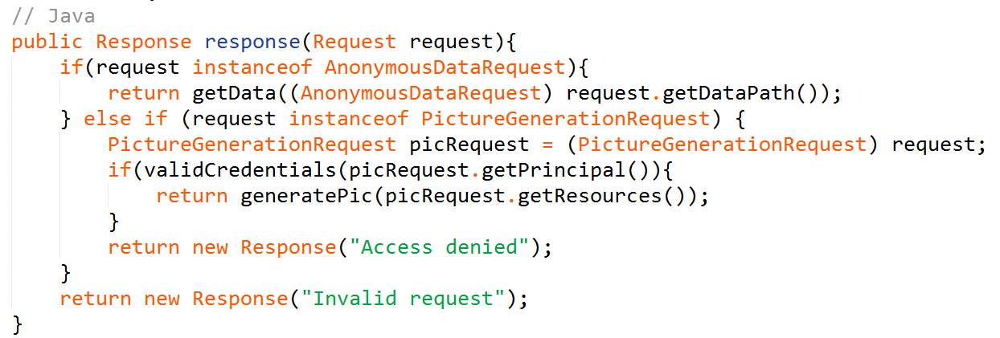 // Java
public Response response(Request request){
    if(request instanceof AnonymousDataRequest){
        return getData((AnonymousDataRequest) request.getDataPath());
    } else if (request instanceof PictureGenerationRequest) {
        PictureGenerationRequest picRequest = (PictureGenerationRequest) request;
        if(validCredentials(picRequest.getPrincipal()){
            return generatePic(picRequest.getResources());
        }
        return new Response("Access denied");
    }
    return new Response("Invalid request");
}